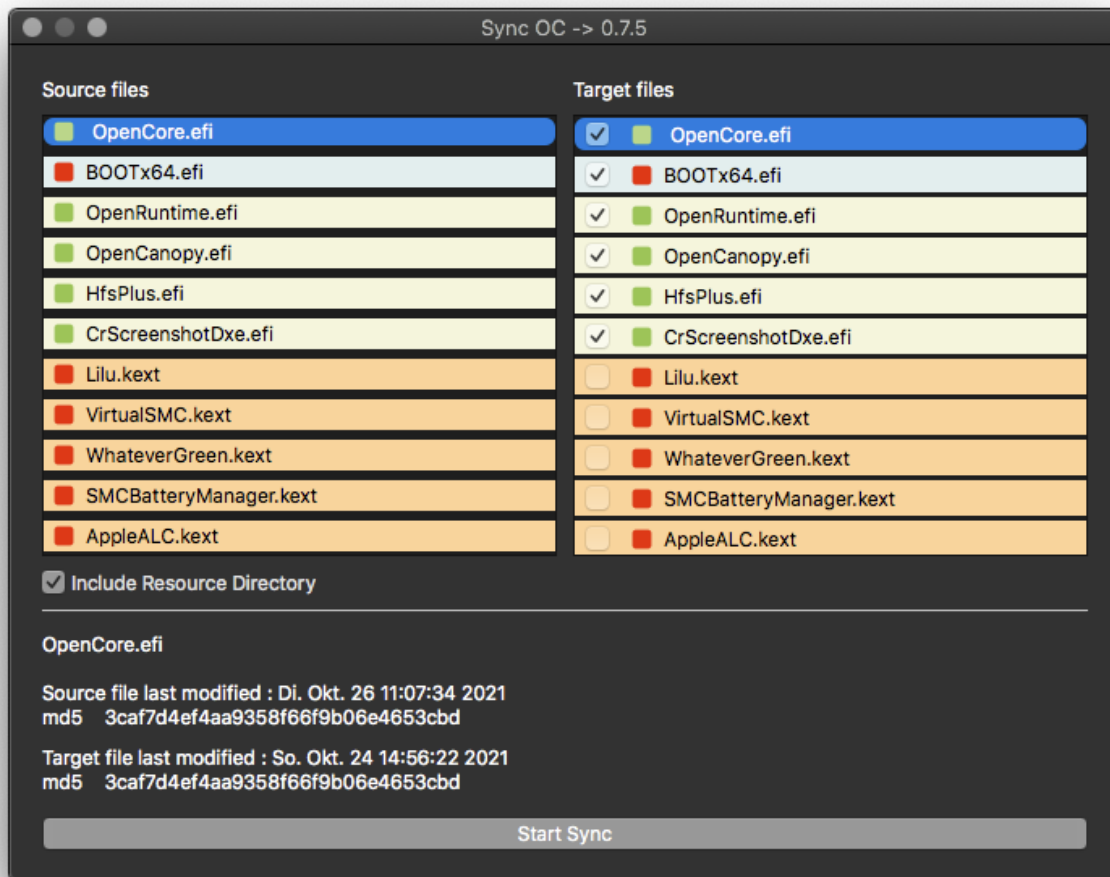 Sync OC -> 0.7.5
Source files
OpenCore.efi
BOOTx64.efi
OpenRuntime.efi
OpenCanopy.efi
HfsPlus.efi
CrScreenshotDxe.efi
Lilu.kext
VirtualSMC.kext
WhateverGreen.kext
SMCBatteryManager.kext
AppleALC.kext
Target files
OpenCore.efi
BOOTx64.efi
OpenRuntime.efi
OpenCanopy.efi
HfsPlus.efi
CrScreenshotDxe.efi
Lilu.kext
VirtualSMC.kext
WhateverGreen.kext
SMCBatteryManager.kext
AppleALC.kext
Include Resource Directory
OpenCore.efi
Source file last modified : Di. Okt. 26 11:07:34 2021
md5 3caf7d4ef4aa9358f66f9b06e4653cbd
Target file last modified : So. Okt. 24 14:56:22 2021
md5 3caf7d4ef4aa9358f66f9b06e4653cbd
Start Sync